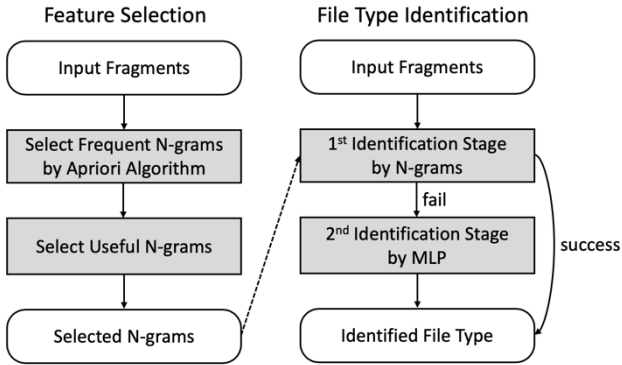 Feature Selection
Input Fragments
Select Frequent N-grams
by Apriori Algorithm
Select Useful N-grams
Selected N-grams
File Type Identification
Input Fragments
1st Identification Stage
by N-grams
fail
2nd Identification Stage
by MLP
success
Identified File Type